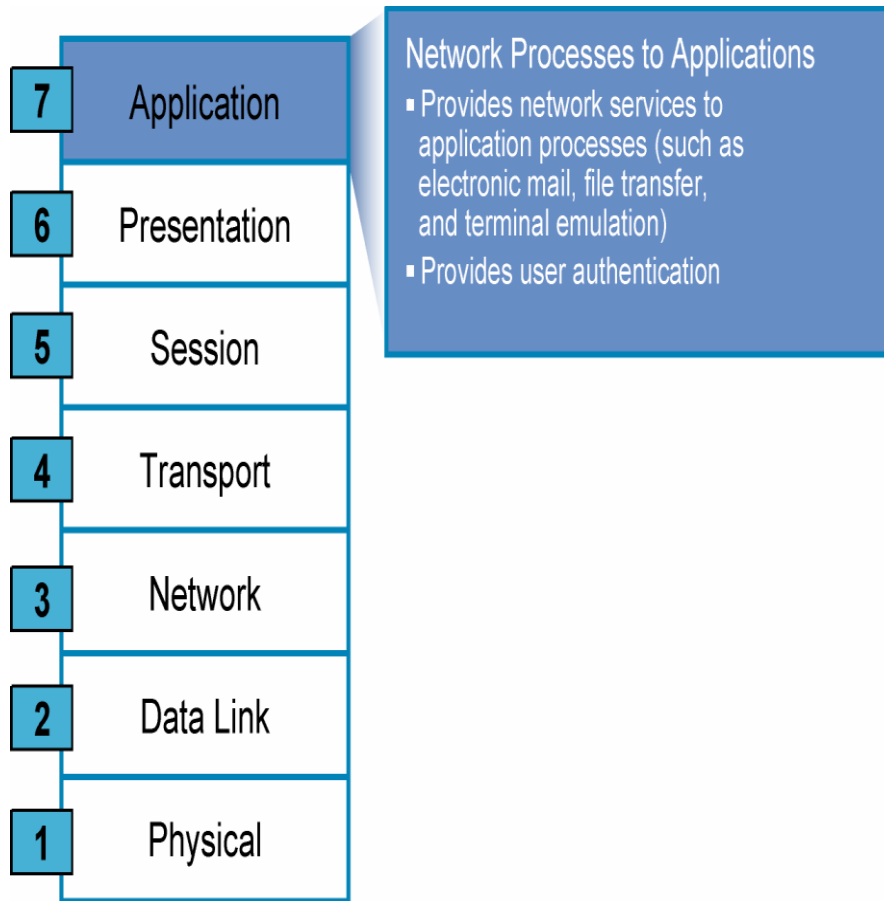 7
Application
6
Presentation
5
Session
4
Transport
3
Network
2
Data Link
1
Physical
Network Processes to Applications
▪ Provides network services to
application processes (such as
electronic mail, file transfer,
and terminal emulation)
▪ Provides user authentication